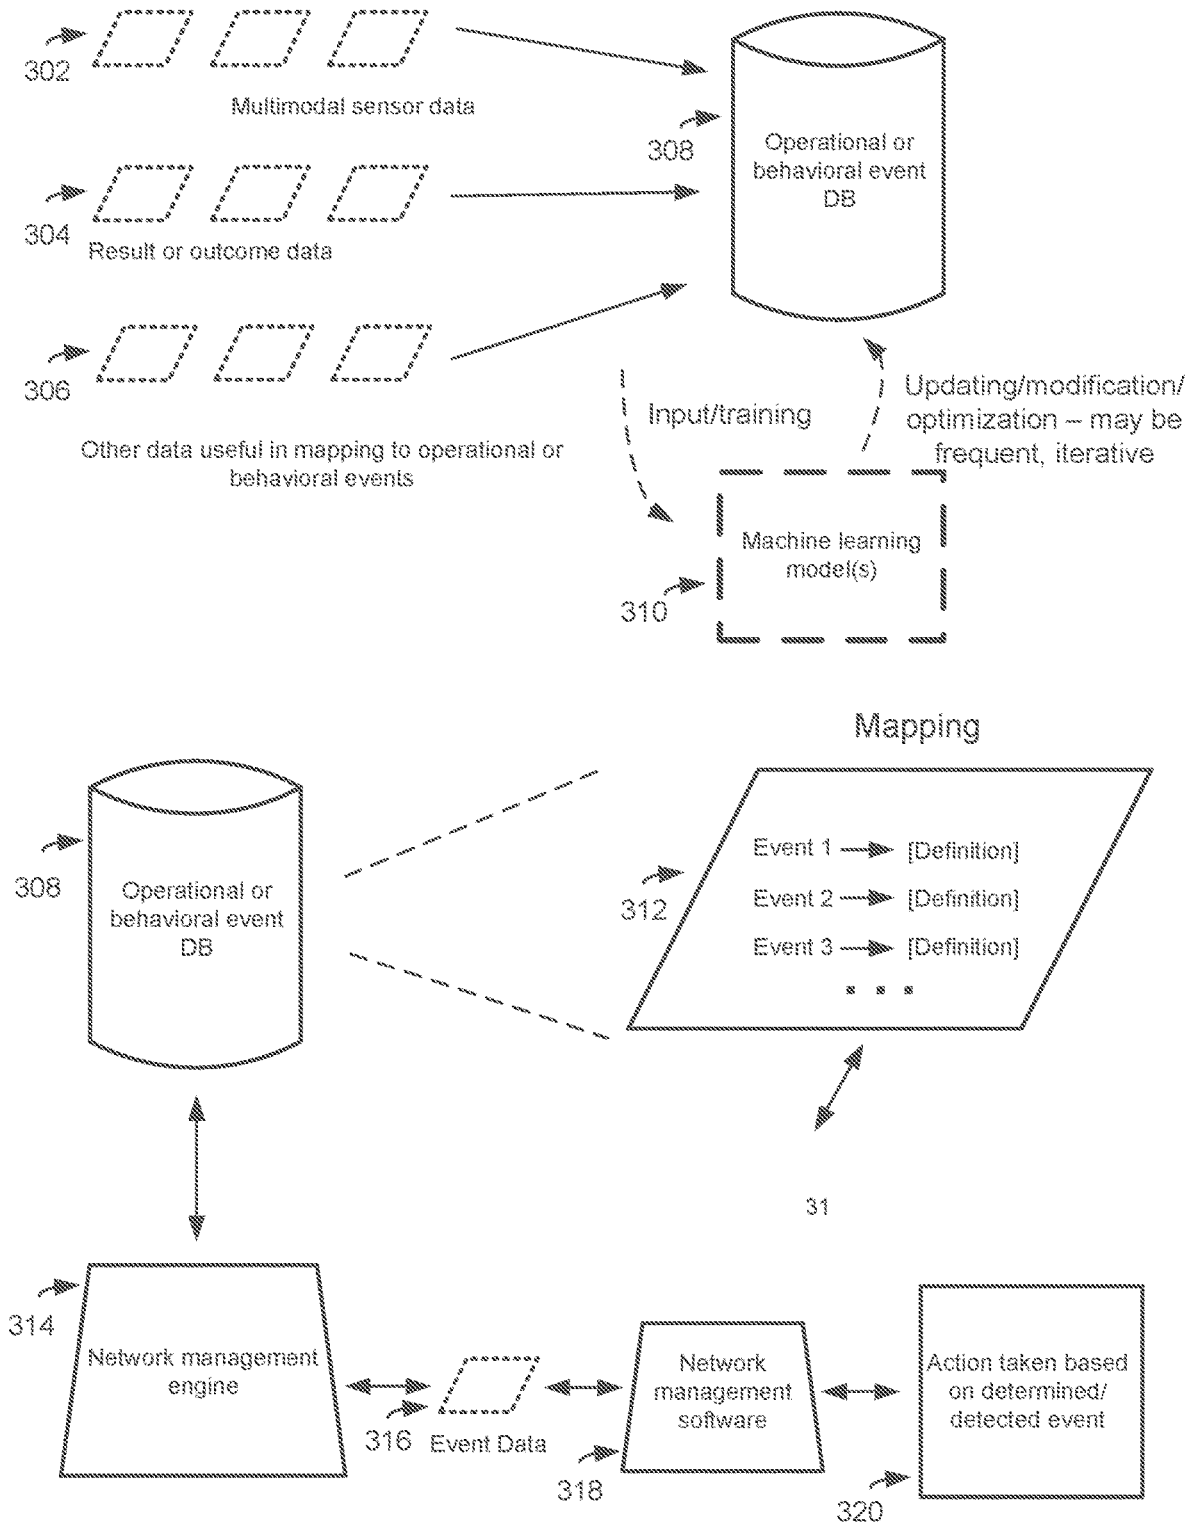 302
Multimodal sensor data
304
Result or outcome data
306
Other data useful in mapping to operational or
behavioral events
308
Operational or
behavioral event
DB
Input/training
Updating/modification/
optimization – may be
frequent, iterative
Machine learning
model(s)
310
Mapping
308
Operational or
behavioral event
DB
312
Event 1 [Definition]
Event 2 [Definition]
Event 3 [Definition]
. . .
31
314
Network management
engine
316
Event Data
Network
management
software
318
Action taken based
on determined/
detected event
320